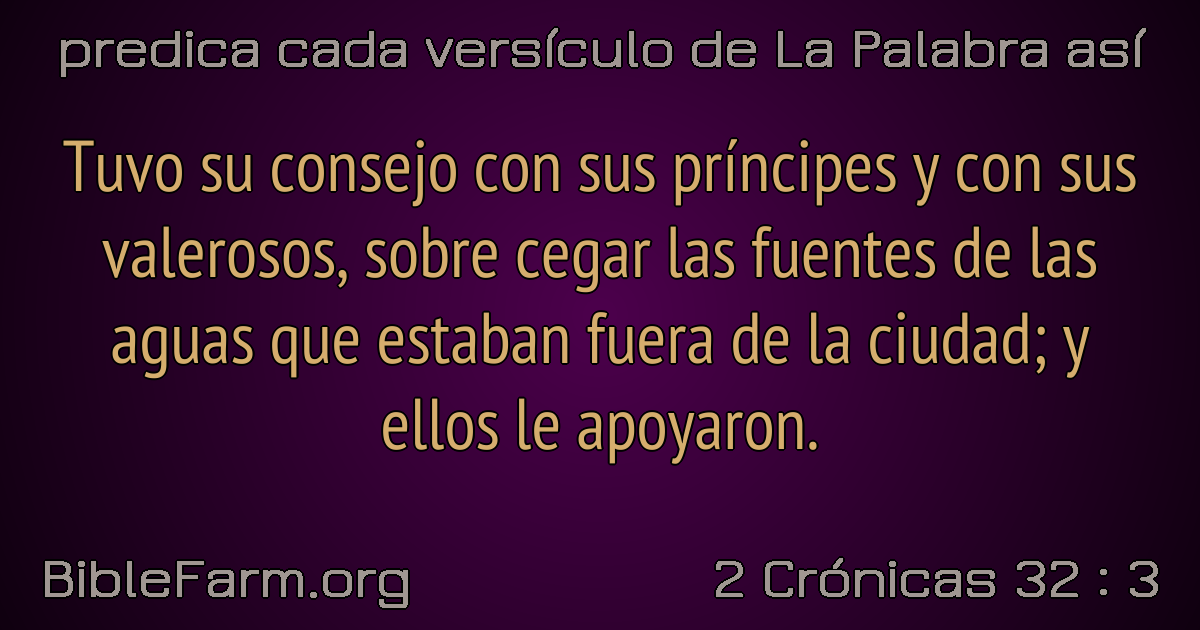 predica cada versículo de La Palabra así
Tuvo su consejo con sus príncipes y con sus
valerosos, sobre cegar las fuentes de las
aguas que estaban fuera de la ciudad; y
ellos le apoyaron.
BibleFarm.org
2 Crónicas 32 : 3